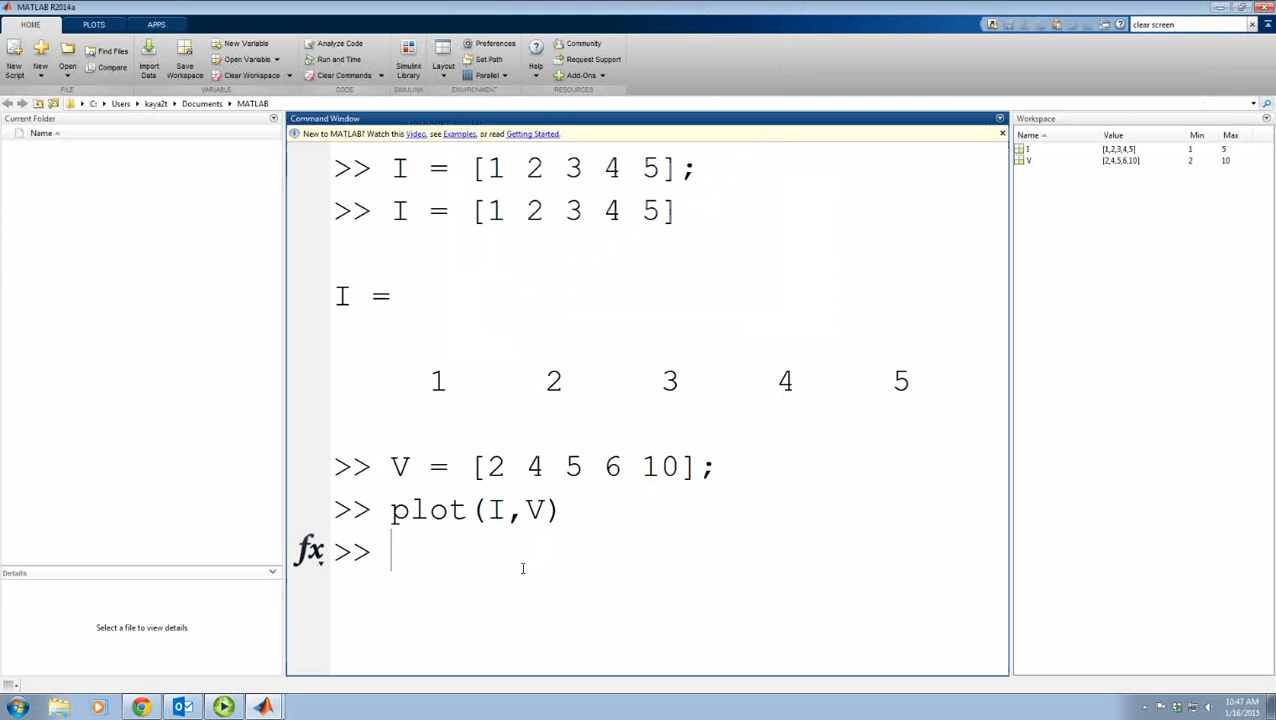 MATLAB R2014a
HOME PLOTS APPS
clear screen
New Script
New
Open
Find Files
Compare
Import Data
Save Workspace
New Variable
Open Variable
Clear Workspace
Analyze Code
Run and Time
Clear Commands
Simulink Library
Layout
Preferences
Set Path
Parallel
Help
Community
Request Support
Add-Ons
FILE VARIABLE CODE SIMULINK ENVIRONMENT RESOURCES
C: Users kaya2t Documents MATLAB
Current Folder
Name
Command Window
New to MATLAB? Watch this Video, see Examples, or read Getting Started.
>> I = [1 2 3 4 5];
>> I = [1 2 3 4 5]
I =
1 2 3 4 5
>> V = [2 4 5 6 10];
>> plot(I,V)
fx >>
Workspace
Name Value Min Max
I [1,2,3,4,5] 1 5
V [2,4,5,6,10] 2 10
Details
Select a file to view details
10:47 AM
1/16/2015